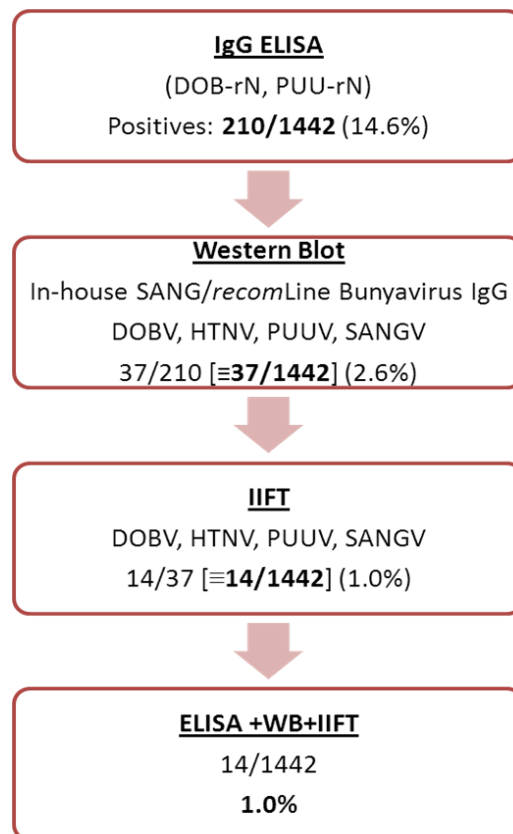 IgG ELISA
(DOB-rN, PUU-rN)
Positives: 210/1442 (14.6%)
Western Blot
In-house SANG/recomLine Bunyavirus IgG
DOBV, HTNV, PUUV, SANGV
37/210 [≡37/1442] (2.6%)
IIFT
DOBV, HTNV, PUUV, SANGV
14/37 [≡14/1442] (1.0%)
ELISA +WB+IIFT
14/1442
1.0%